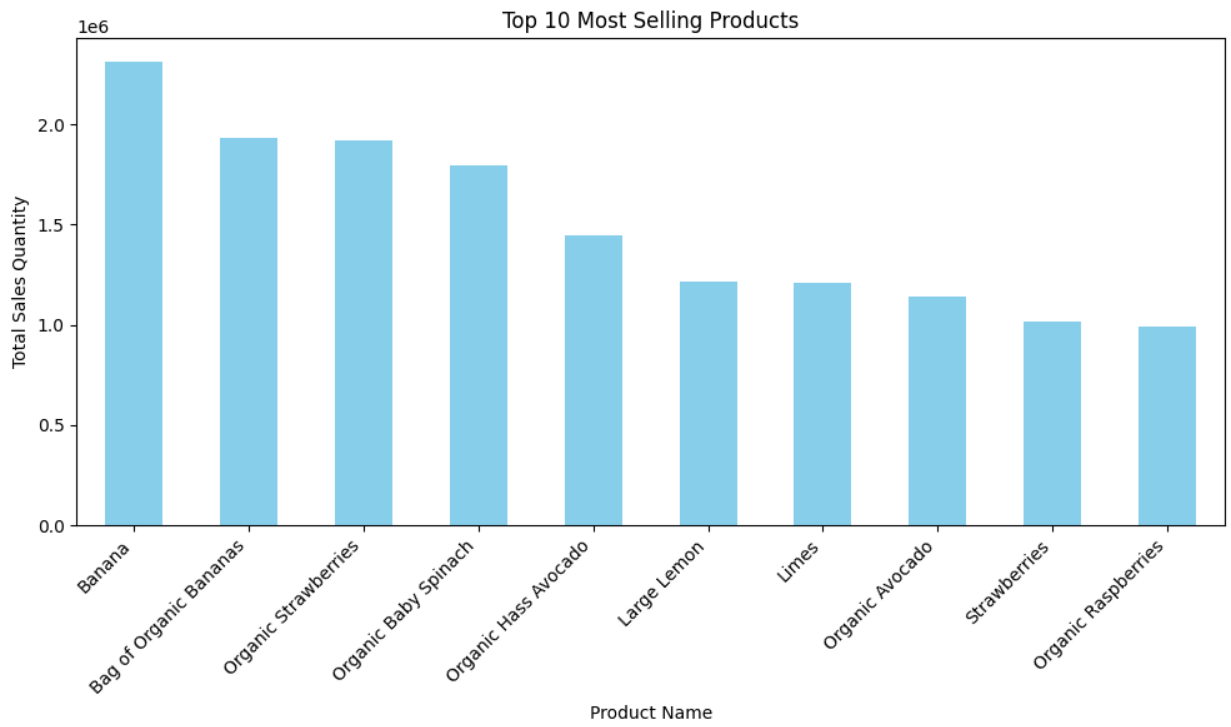 Top 10 Most Selling Products
1e6
Total Sales Quantity
2.0
1.5
1.0
0.5
0.0
Banana
Bag of Organic Bananas
Organic Strawberries
Organic Baby Spinach
Organic Hass Avocado
Large Lemon
Limes
Organic Avocado
Strawberries
Organic Raspberries
Product Name